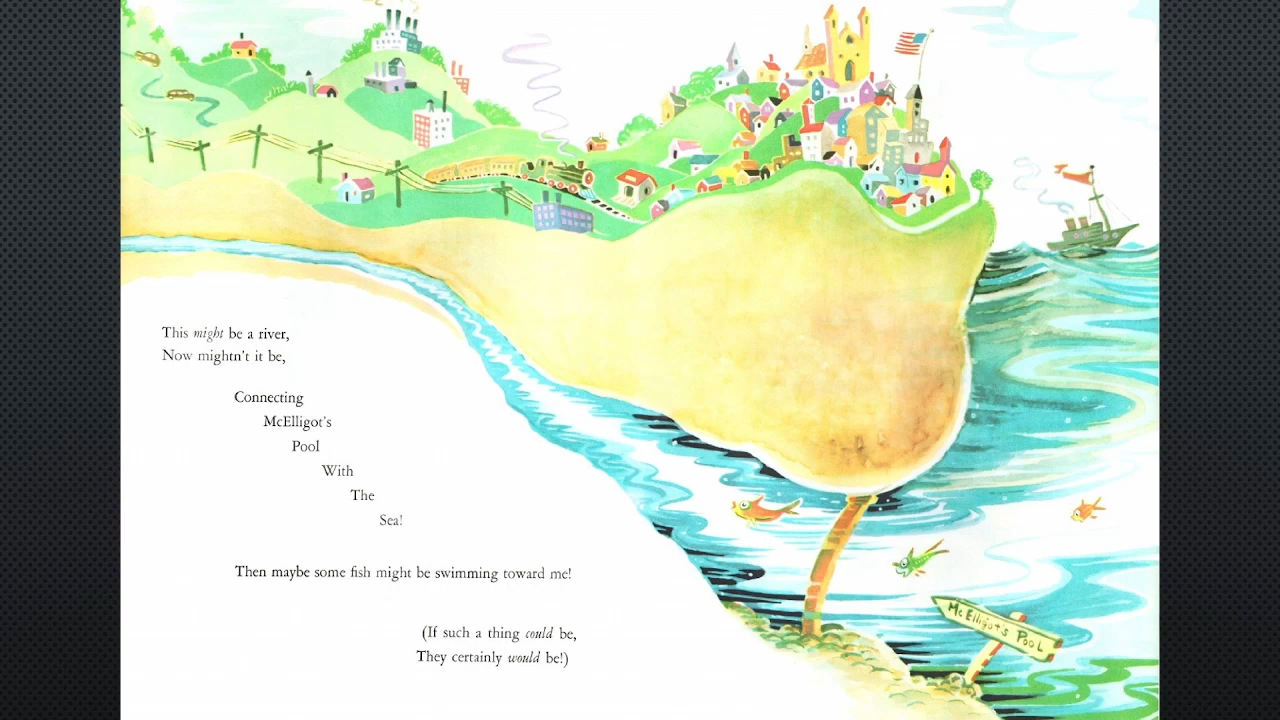 This might be a river,
Now mightn't it be,
Connecting
McElligot's
Pool
With
The
Sea!
Then maybe some fish might be swimming toward me!
(If such a thing could be,
They certainly would be!)
McElligot's Pool